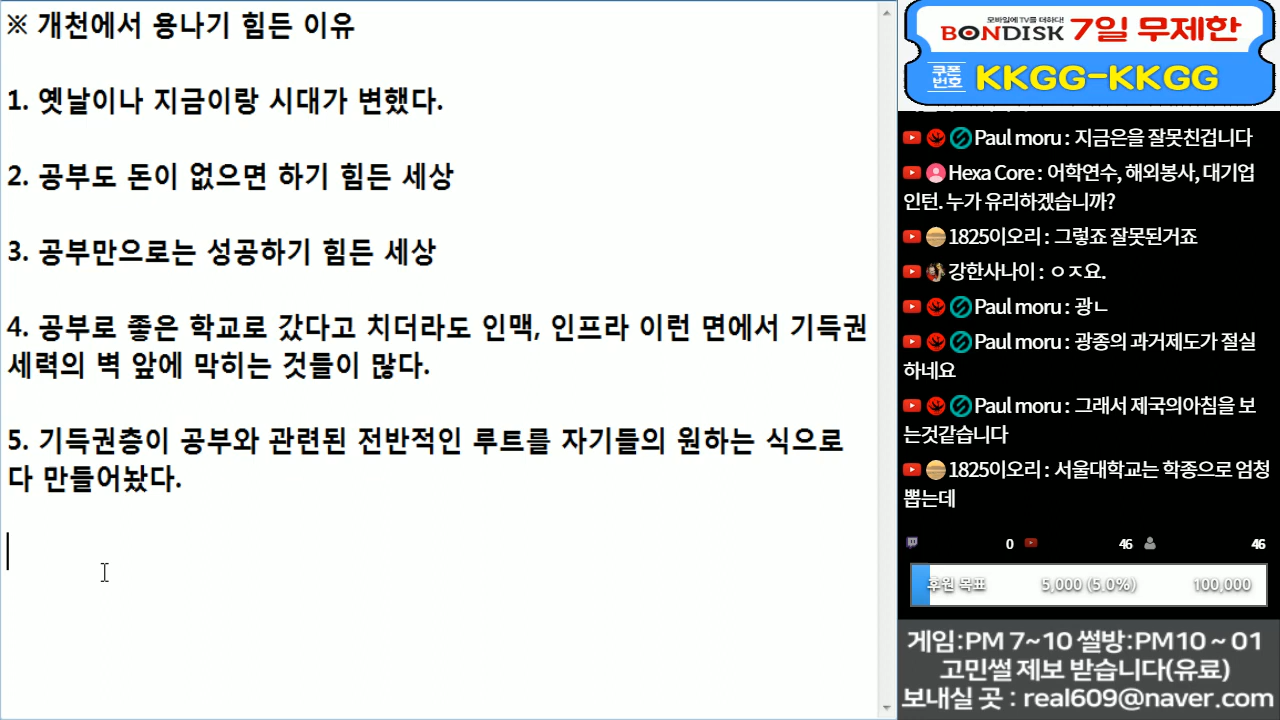 ※ 개천에서 용나기 힘든 이유
1. 옛날이나 지금이랑 시대가 변했다.
2. 공부도 돈이 없으면 하기 힘든 세상
3. 공부만으로는 성공하기 힘든 세상
4. 공부로 좋은 학교로 갔다고 치더라도 인맥, 인프라 이런 면에서 기득권
세력의 벽 앞에 막히는 것들이 많다.
5. 기득권층이 공부와 관련된 전반적인 루트를 자기들의 원하는 식으로
다 만들어놨다.
모바일에 TV를 더하다!
BONDISK 7일 무제한
쿠폰
번호 KKGG-KKGG
Paul moru : 지금은을 잘못친겁니다
Hexa Core : 어학연수, 해외봉사, 대기업
인턴. 누가 유리하겠습니까?
1825이오리 : 그렇죠 잘못된거죠
강한사나이 : ㅇㅈ요.
Paul moru : 광ㄴ
Paul moru : 광종의 과거제도가 절실
하네요
Paul moru : 그래서 제국의아침을 보
는것같습니다
1825이오리 : 서울대학교는 학종으로 엄청
뽑는데
0 46 46
후원 목표 5,000 (5.0%) 100,000
게임:PM 7~10 썰방:PM10 ~ 01
고민썰 제보 받습니다(유료)
보내실 곳 : real609@naver.com